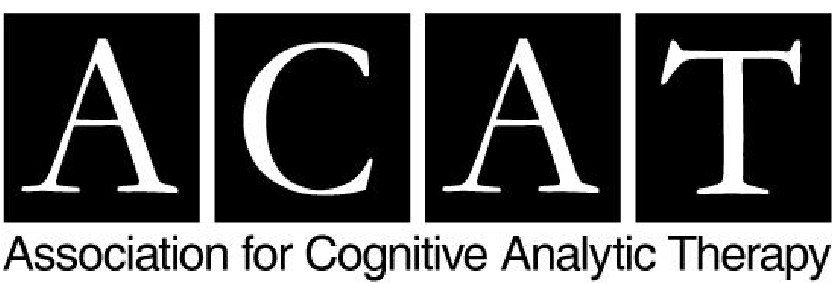 ACAT
Association for Cognitive Analytic Therapy